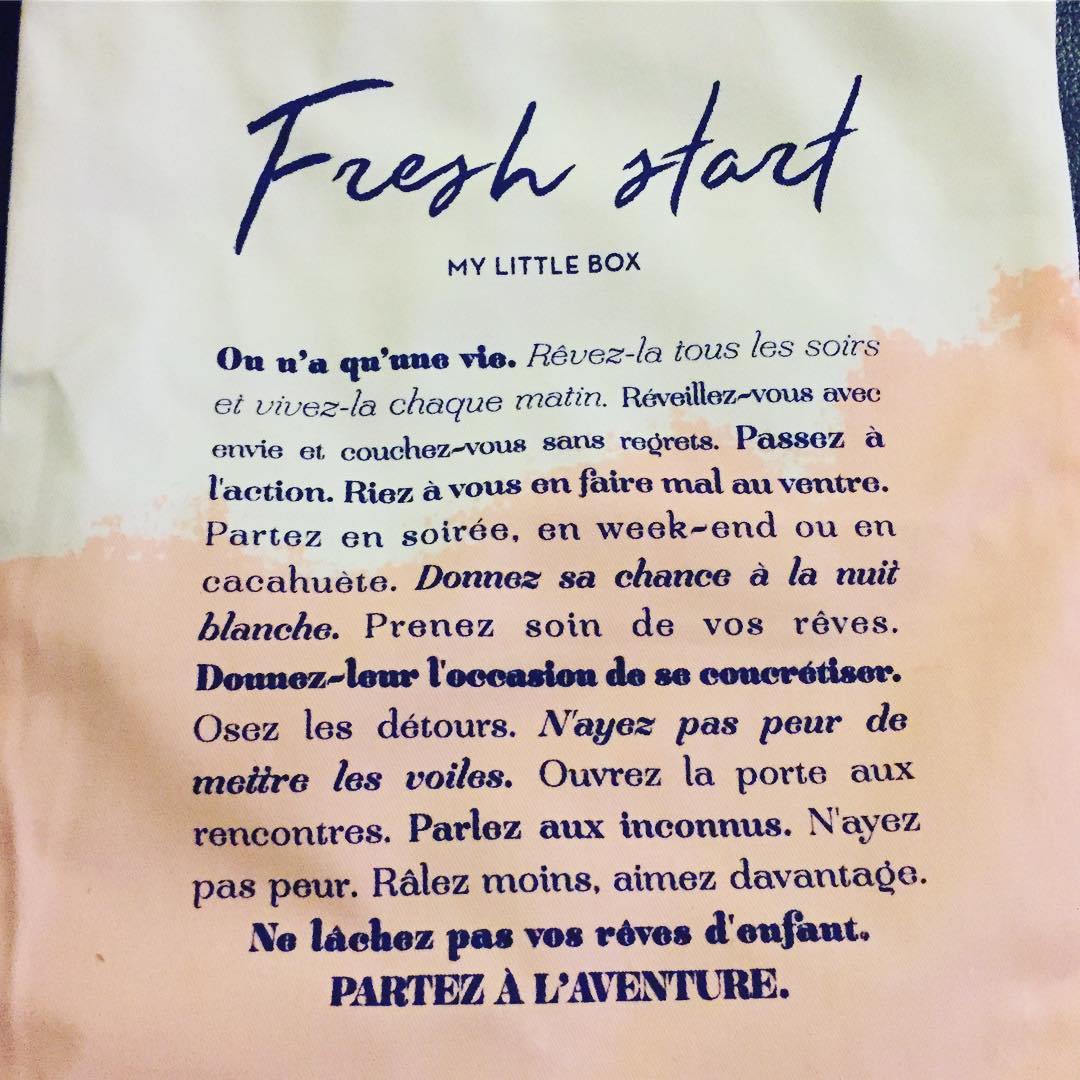 Fresh start
MY LITTLE BOX
On n'a qu'une vie. Rêvez-la tous les soirs
et vivez-la chaque matin. Réveillez-vous avec
envie et couchez-vous sans regrets. Passez à
l'action. Riez à vous en faire mal au ventre.
Partez en soirée, en week-end ou en
cacahuète. Donnez sa chance à la nuit
blanche. Prenez soin de vos rêves.
Donnez-leur l'occasion de se concrétiser.
Osez les détours. N'ayez pas peur de
mettre les voiles. Ouvrez la porte aux
rencontres. Parlez aux inconnus. N'ayez
pas peur. Râlez moins, aimez davantage.
Ne lâchez pas vos rêves d'enfant.
PARTEZ À L'AVENTURE.